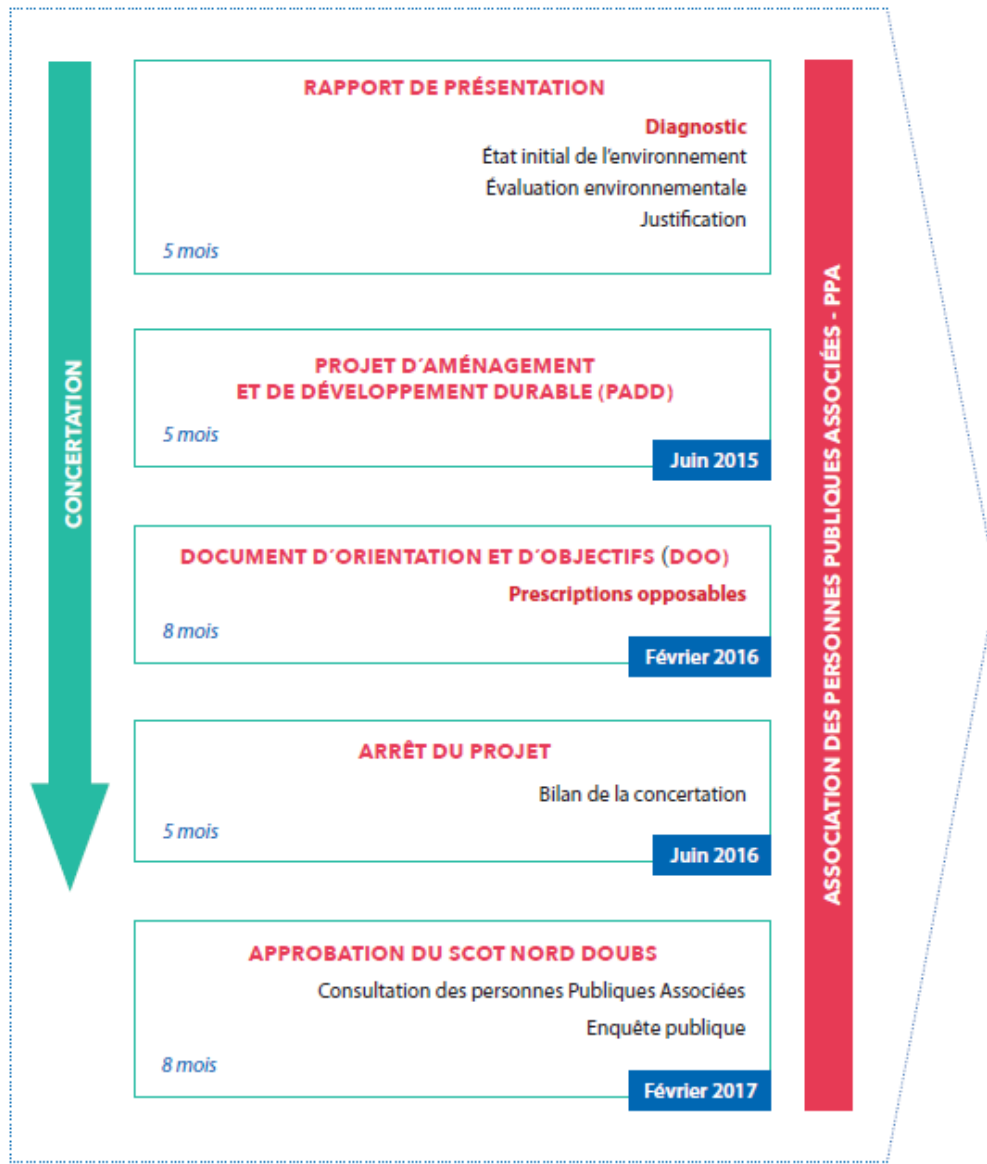 CONCERTATION
RAPPORT DE PRÉSENTATION
Diagnostic
État initial de l'environnement
Évaluation environnementale
Justification
5 mois
PROJET D'AMÉNAGEMENT
ET DE DÉVELOPPEMENT DURABLE (PADD)
5 mois
Juin 2015
DOCUMENT D'ORIENTATION ET D'OBJECTIFS (DOO)
Prescriptions opposables
8 mois
Février 2016
ARRÊT DU PROJET
Bilan de la concertation
5 mois
Juin 2016
APPROBATION DU SCOT NORD DOUBS
Consultation des personnes Publiques Associées
Enquête publique
8 mois
Février 2017
ASSOCIATION DES PERSONNES PUBLIQUES ASSOCIÉES - PPA